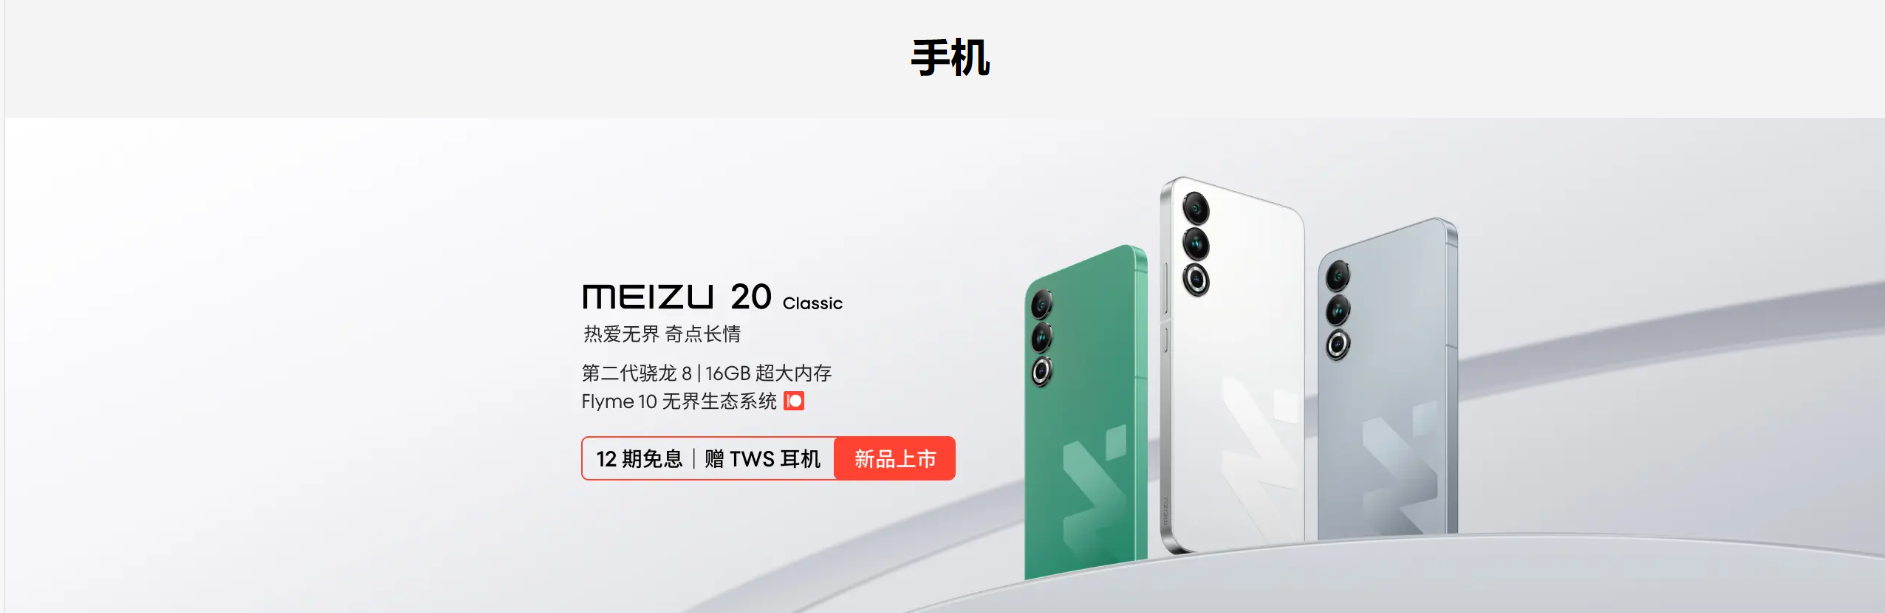 手机
MEIZU 20 Classic
热爱无界 奇点长情
第二代骁龙 8 | 16GB 超大内存
Flyme 10 无界生态系统
12 期免息 | 赠 TWS 耳机 新品上市
MEIZU